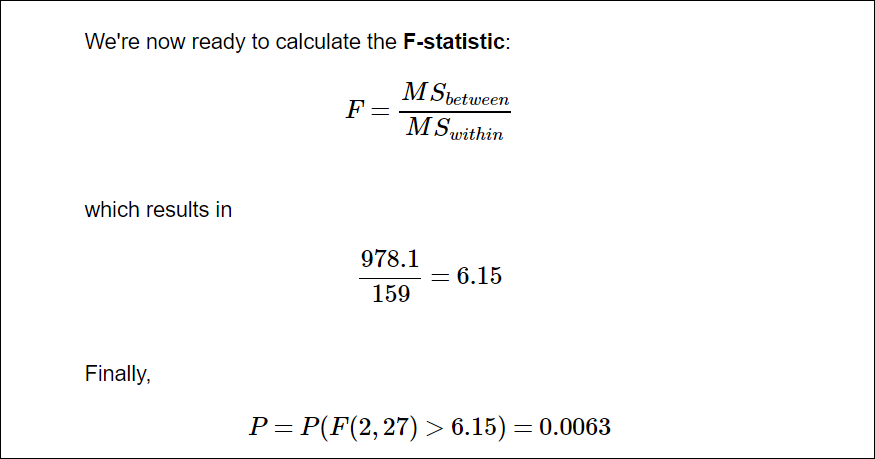 We're now ready to calculate the F-statistic:
F = MS_between / MS_within
which results in
978.1 / 159 = 6.15
Finally,
P = P(F(2, 27) > 6.15) = 0.0063